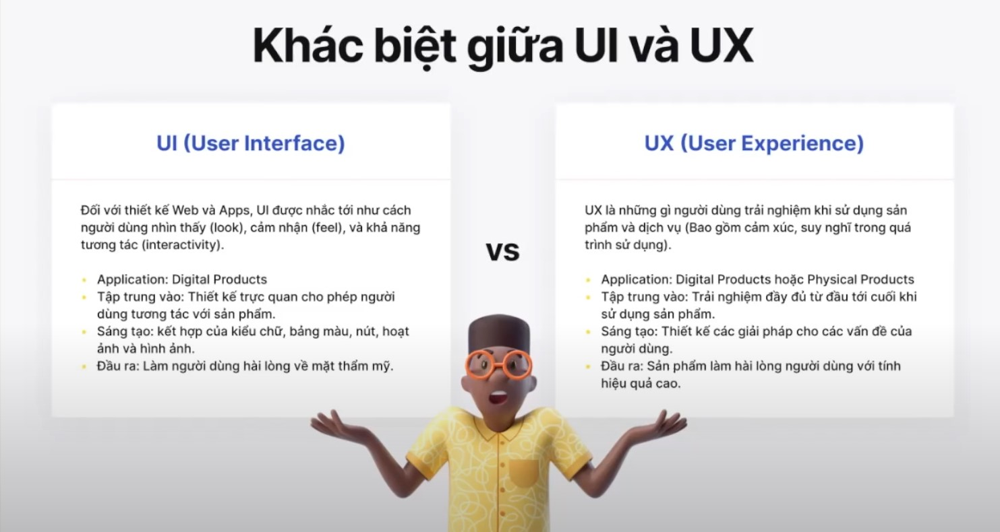 Khác biệt giữa UI và UX
UI (User Interface)
Đối với thiết kế Web và Apps, UI được nhắc tới như cách
người dùng nhìn thấy (look), cảm nhận (feel), và khả năng
tương tác (interactivity).
• Application: Digital Products
• Tập trung vào: Thiết kế trực quan cho phép người
dùng tương tác với sản phẩm.
• Sáng tạo: kết hợp của kiểu chữ, bảng màu, nút, hoạt
ảnh và hình ảnh.
• Đầu ra: Làm người dùng hài lòng về mặt thẩm mỹ.
vs
UX (User Experience)
UX là những gì người dùng trải nghiệm khi sử dụng sản
phẩm và dịch vụ (Bao gồm cảm xúc, suy nghĩ trong quá
trình sử dụng).
• Application: Digital Products hoặc Physical Products
• Tập trung vào: Trải nghiệm đầy đủ từ đầu tới cuối khi
sử dụng sản phẩm.
• Sáng tạo: Thiết kế các giải pháp cho các vấn đề của
người dùng.
• Đầu ra: Sản phẩm làm hài lòng người dùng với tính
hiệu quả cao.